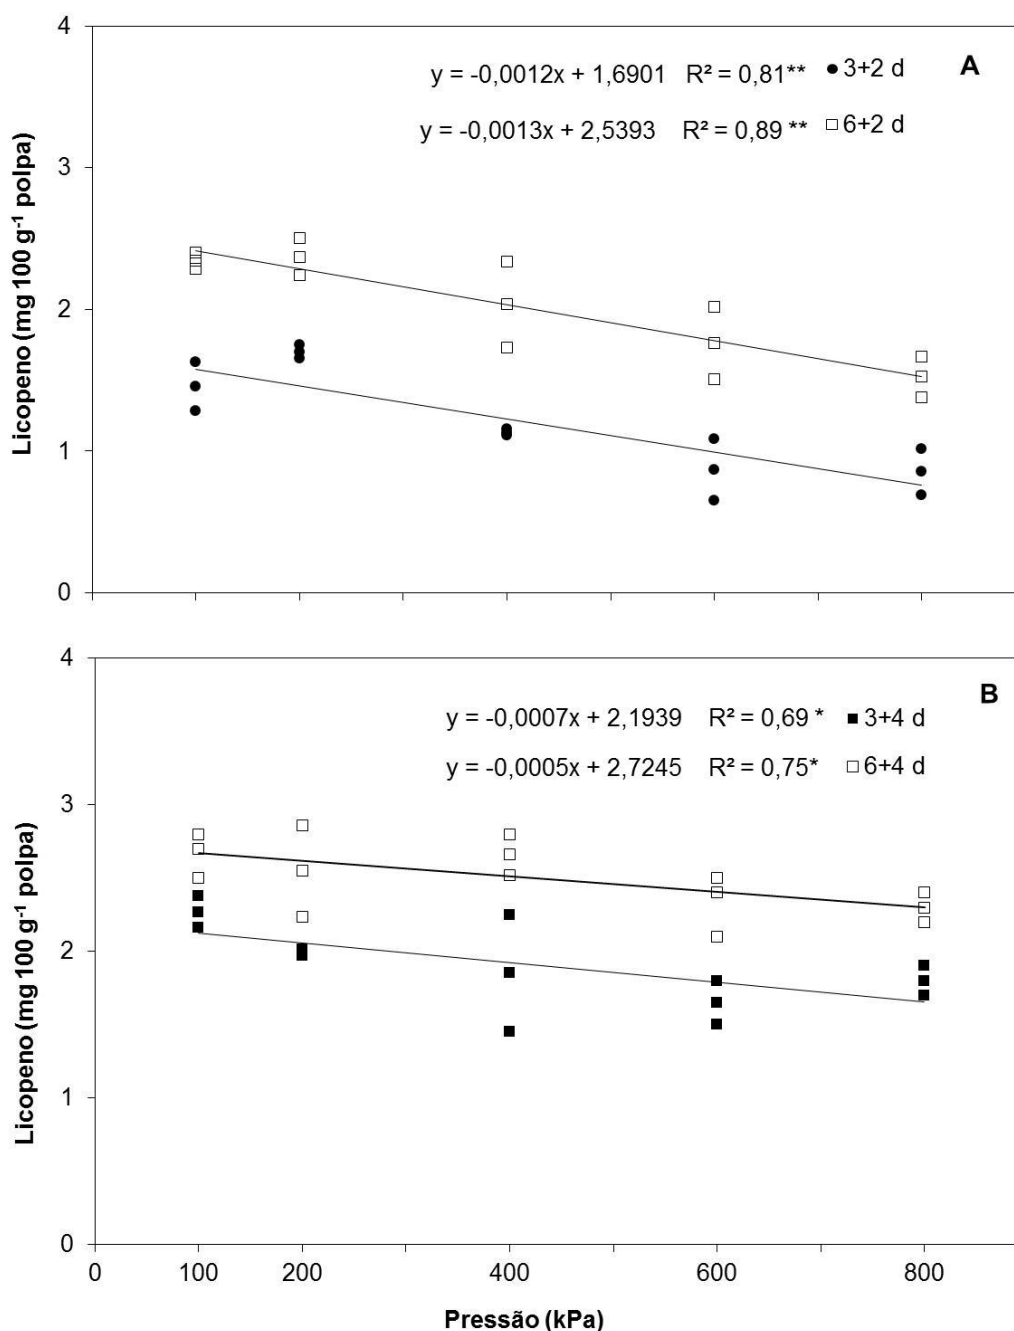 4
y = -0,0012x + 1,6901 R² = 0,81** 3+2 d A
y = -0,0013x + 2,5393 R² = 0,89 ** 6+2 d
3
Licopeno (mg 100 g⁻¹ polpa)
2
1
0
4
B
y = -0,0007x + 2,1939 R² = 0,69 * 3+4 d
y = -0,0005x + 2,7245 R² = 0,75* 6+4 d
3
Licopeno (mg 100 g⁻¹ polpa)
2
1
0
0 100 200 400 600 800
Pressão (kPa)